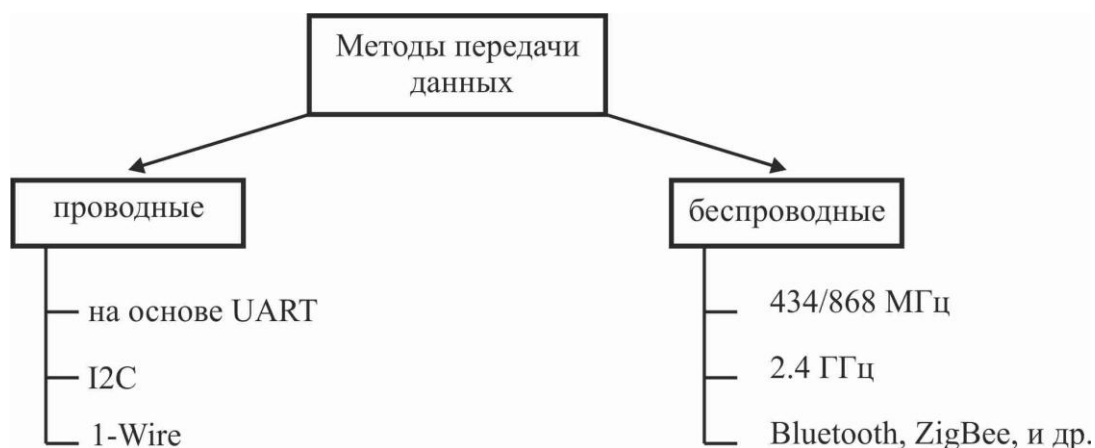 Методы передачи
данных
проводные
беспроводные
на основе UART
I2C
1-Wire
434/868 МГц
2.4 ГГц
Bluetooth, ZigBee, и др.